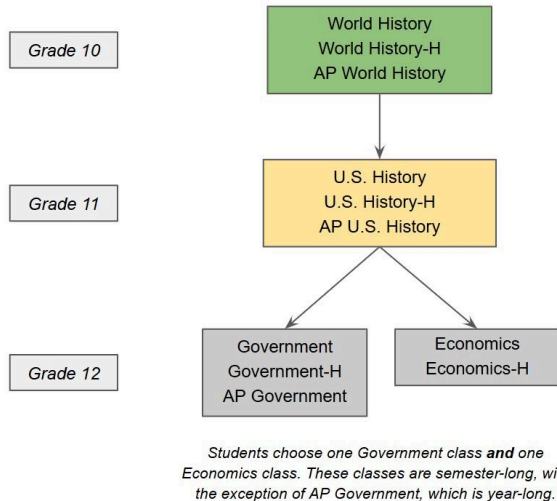 Grade 10
World History
World History-H
AP World History
Grade 11
U.S. History
U.S. History-H
AP U.S. History
Grade 12
Government
Government-H
AP Government
Economics
Economics-H
Students choose one Government class and one
Economics class. These classes are semester-long, wi
the exception of AP Government, which is year-long.